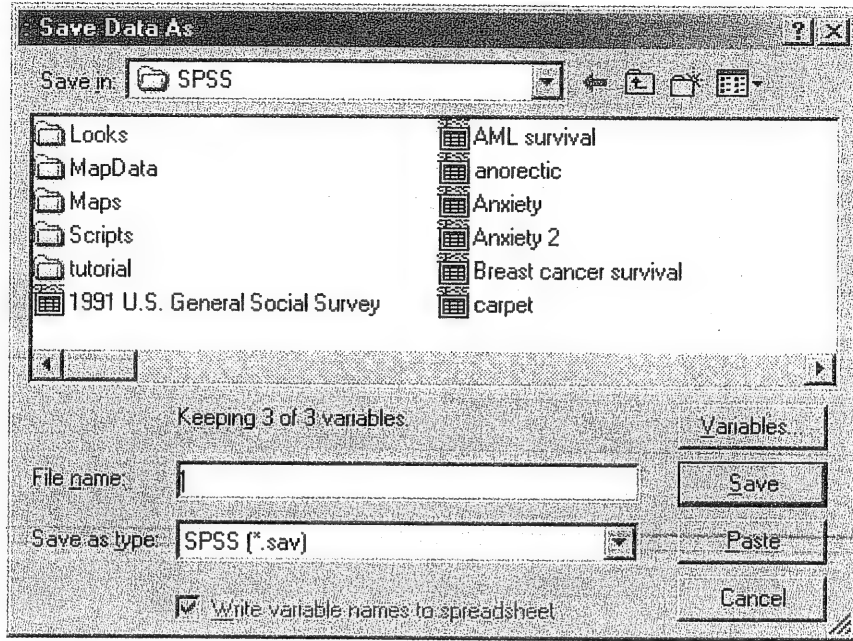 Save Data As
Save in: SPSS
Looks
MapData
Maps
Scripts
tutorial
1991 U.S. General Social Survey
AML survival
anorectic
Anxiety
Anxiety 2
Breast cancer survival
carpet
Keeping 3 of 3 variables.
Variables...
File name:
Save
Save as type: SPSS (*.sav)
Paste
Write variable names to spreadsheet
Cancel